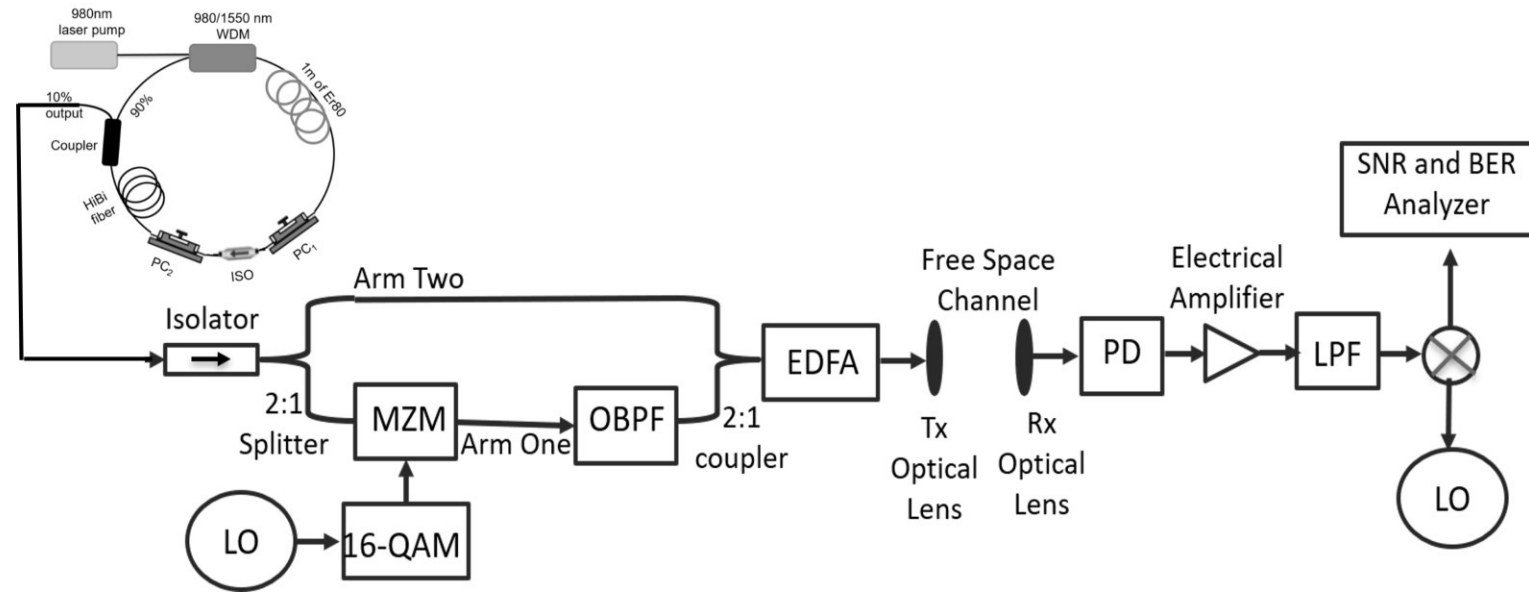 980nm
laser pump
980/1550 nm
WDM
1m of Er80
10%
output
90%
Coupler
HiBi
fiber
PC2
ISO
PC1
Isolator
Arm Two
2:1
Splitter
MZM
Arm One
OBPF
2:1
coupler
LO
16-QAM
EDFA
Free Space
Channel
Tx
Optical
Lens
Rx
Optical
Lens
PD
Electrical
Amplifier
LPF
SNR and BER
Analyzer
LO